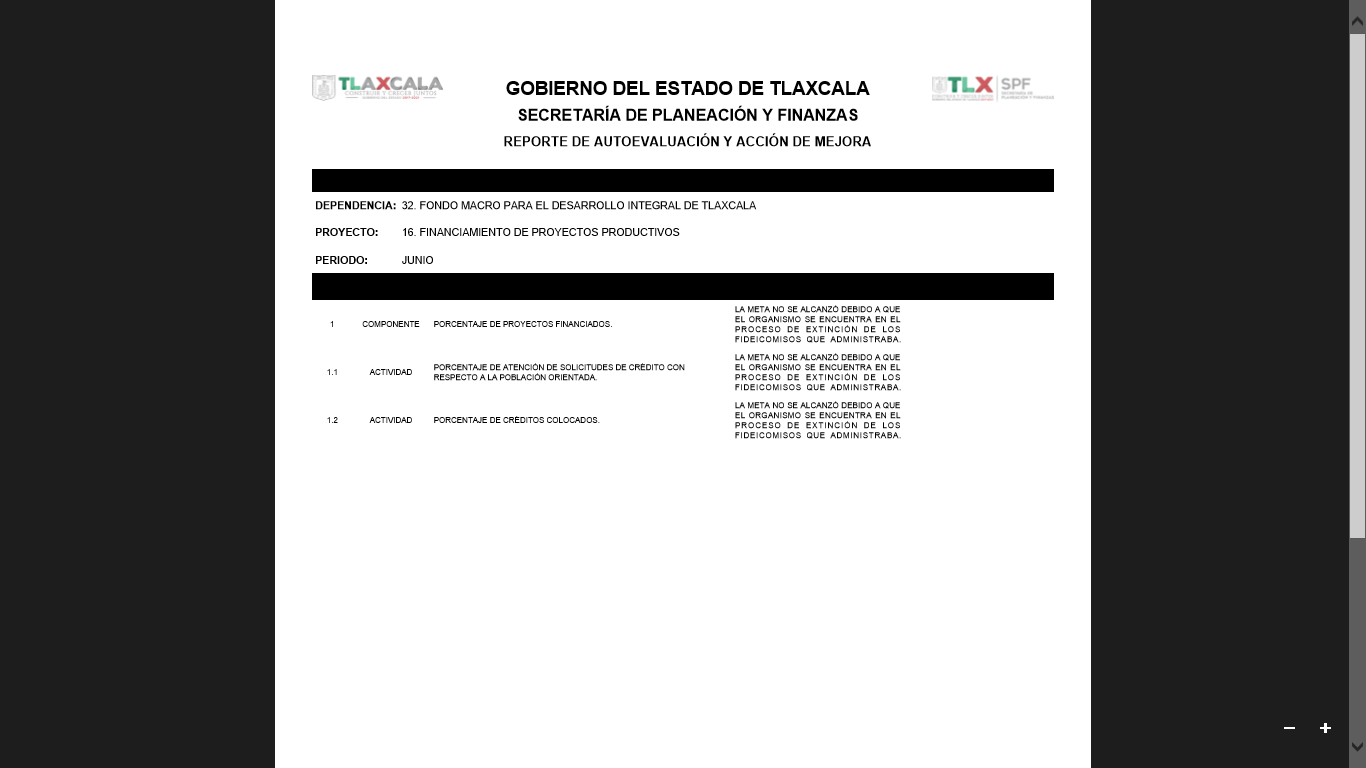 TLAXCALA
CONSTRUIR Y CRECER JUNTOS
TLX SPF
GOBIERNO DEL ESTADO DE TLAXCALA
SECRETARÍA DE PLANEACIÓN Y FINANZAS
REPORTE DE AUTOEVALUACIÓN Y ACCIÓN DE MEJORA
DEPENDENCIA: 32. FONDO MACRO PARA EL DESARROLLO INTEGRAL DE TLAXCALA
PROYECTO: 16. FINANCIAMIENTO DE PROYECTOS PRODUCTIVOS
PERIODO: JUNIO
1 COMPONENTE PORCENTAJE DE PROYECTOS FINANCIADOS.
LA META NO SE ALCANZÓ DEBIDO A QUE
EL ORGANISMO SE ENCUENTRA EN EL
PROCESO DE EXTINCIÓN DE LOS
FIDEICOMISOS QUE ADMINISTRABA.
1.1 ACTIVIDAD
PORCENTAJE DE ATENCIÓN DE SOLICITUDES DE CRÉDITO CON
RESPECTO A LA POBLACIÓN ORIENTADA.
LA META NO SE ALCANZÓ DEBIDO A QUE
EL ORGANISMO SE ENCUENTRA EN EL
PROCESO DE EXTINCIÓN DE LOS
FIDEICOMISOS QUE ADMINISTRABA.
1.2 ACTIVIDAD PORCENTAJE DE CRÉDITOS COLOCADOS.
LA META NO SE ALCANZÓ DEBIDO A QUE
EL ORGANISMO SE ENCUENTRA EN EL
PROCESO DE EXTINCIÓN DE LOS
FIDEICOMISOS QUE ADMINISTRABA.